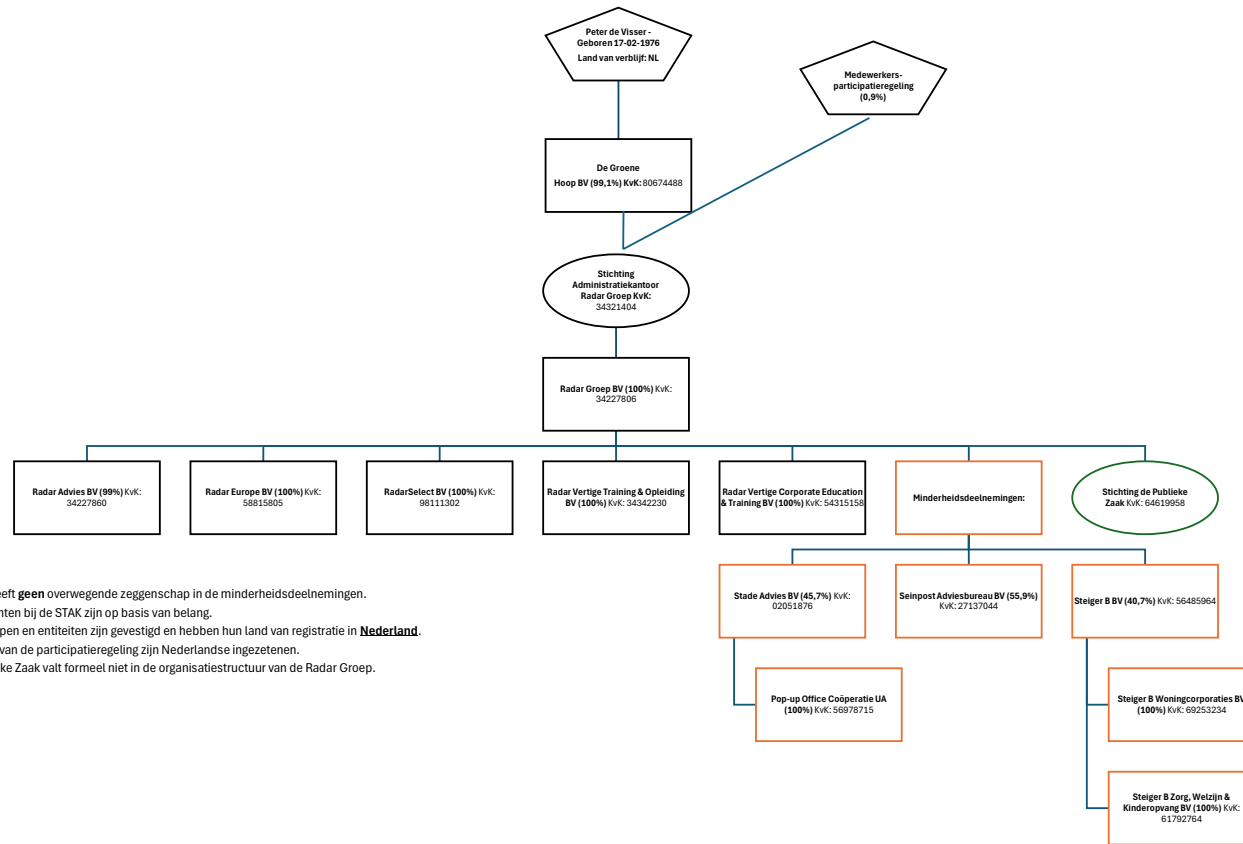 Peter de Visser -
Geboren 17-02-1976
Land van verblijf: NL
Medewerkers-
participatieregeling
(0,9%)
De Groene
Hoop BV (99,1%) KvK: 80674488
Stichting
Administratiekantoor
Radar Groep KvK:
34321404
Radar Groep BV (100%) KvK:
34227806
Radar Advies BV (99%) KvK:
34227860
Radar Europe BV (100%) KvK:
58815805
RadarSelect BV (100%) KvK:
98111302
Radar Vertige Training & Opleiding
BV (100%) KvK: 34342230
Radar Vertige Corporate Education
& Training BV (100%) KvK: 54315158
Minderheidsdeelnemingen:
Stichting de Publieke
Zaak KvK: 64619958
Stade Advies BV (45,7%) KvK:
02051876
Seinpost Adviesbureau BV (55,9%)
KvK: 27137044
Steiger B BV (40,7%) KvK: 56485964
Pop-up Office Coöperatie UA
(100%) KvK: 56978715
Steiger B Woningcorporaties BV
(100%) KvK: 69253234
Steiger B Zorg, Welzijn &
Kinderopvang BV (100%) KvK:
61792764
geen overwegende zeggenschap in de minderheidsdeelnemingen.
bij de STAK zijn op basis van belang.
en entiteiten zijn gevestigd en hebben hun land van registratie in Nederland.
van de participatieregeling zijn Nederlandse ingezetenen.
Zaak valt formeel niet in de organisatiestructuur van de Radar Groep.